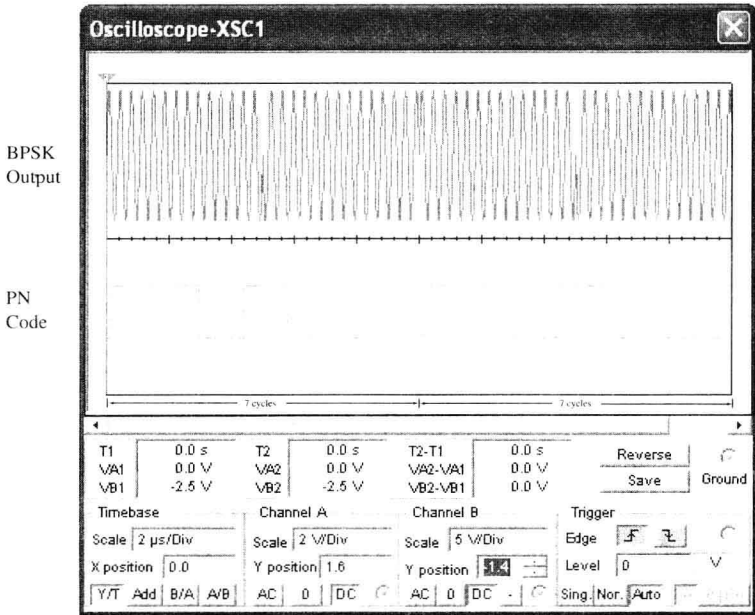 Oscilloscope-XSC1
BPSK
Output
PN
Code
7 cycles 7 cycles
T1 0.0 s T2 0.0 s T2-T1 0.0 s Reverse
VA1 0.0 V VA2 0.0 V VA2-VA1 0.0 V
VB1 -2.5 V VB2 -2.5 V VB2-VB1 0.0 V Save Ground
Timebase Channel A Channel B Trigger
Scale 2 µs/Div Scale 2 V/Div Scale 5 V/Div Edge
X position 0.0 Y position 1.6 Y position -1.4 Level 0 V
Y/T Add B/A A/B AC 0 DC AC 0 DC - Sing. Nor. Auto